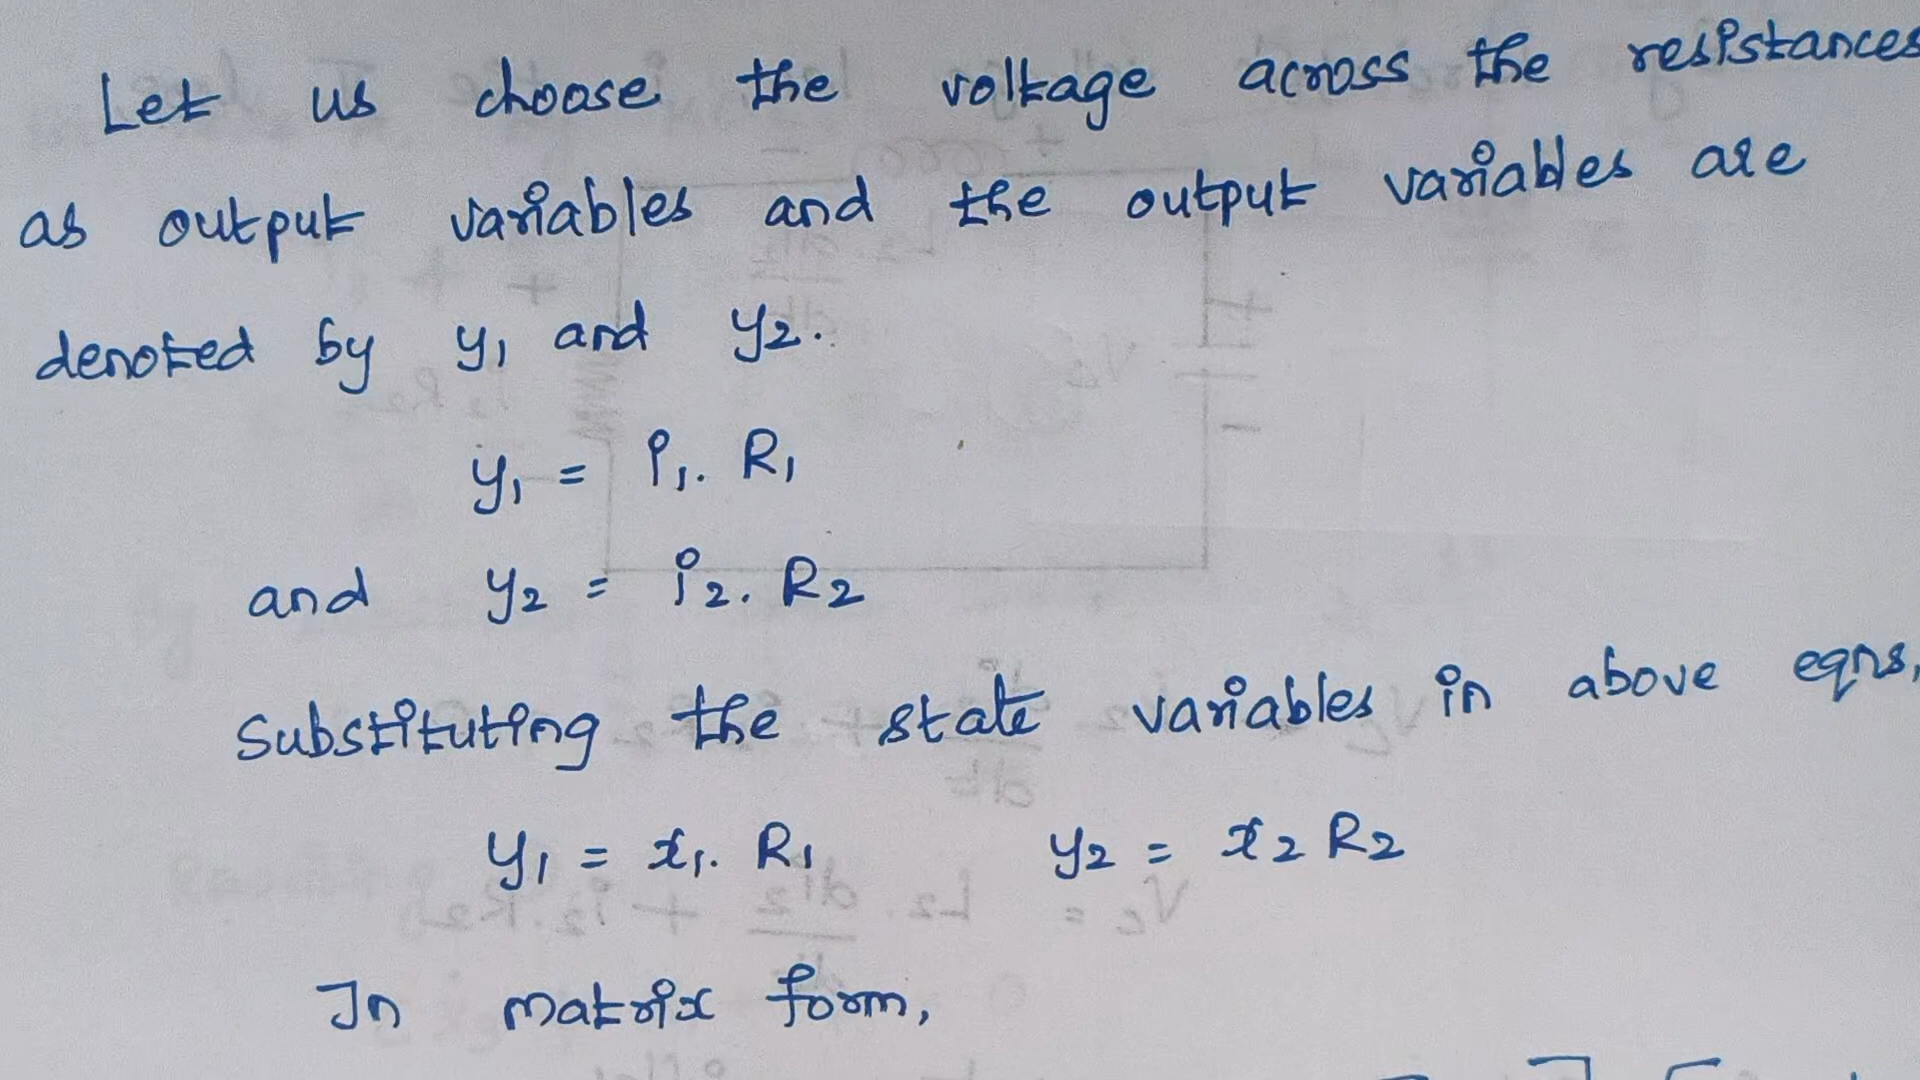 Let us choose the voltage across the resistances
as output variables and the output variables are
denoted by y₁ and y₂.
y₁ = i₁. R₁
and y₂ = i₂. R₂
Substituting the state variables in above eqns,
y₁ = x₁. R₁ y₂ = x₂ R₂
In matrix form,